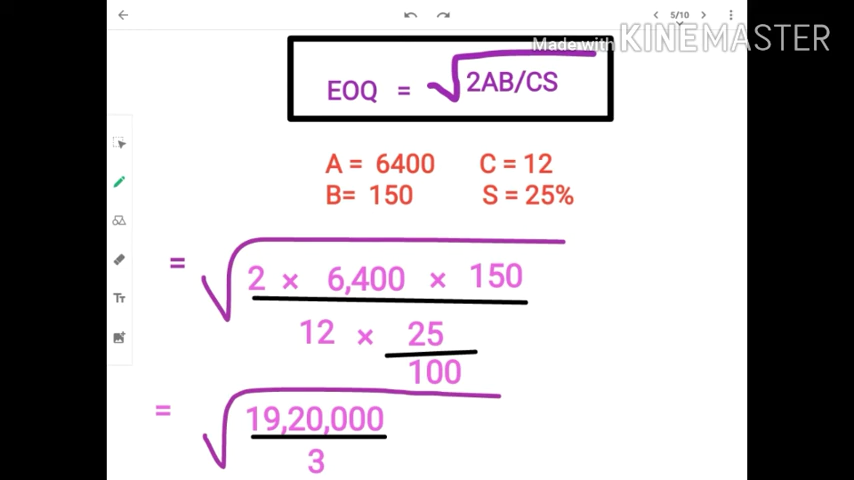 5/10
Made with KINEMASTER
EOQ = √2AB/CS
A = 6400 C = 12
B= 150 S = 25%
= √ 2 × 6,400 × 150
12 × 25
100
= √ 19,20,000
3
Tт